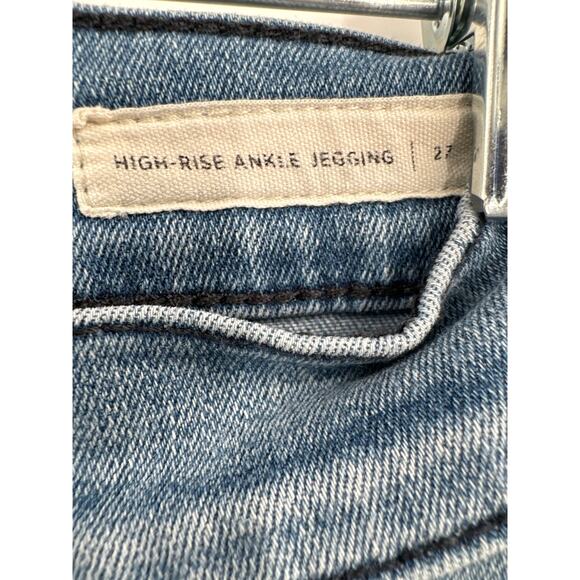 HIGH-RISE ANKLE JEGGING | 27